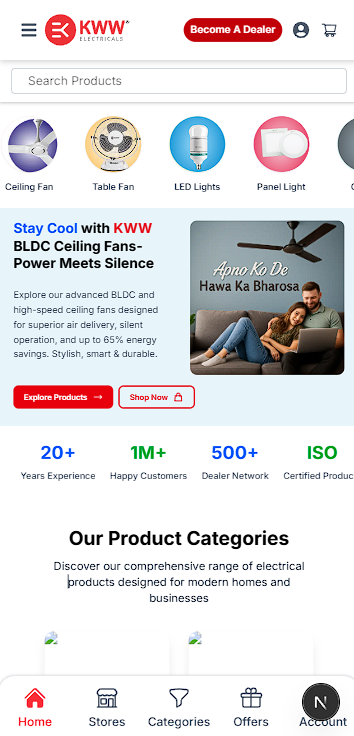 KWW
ELECTRICALS
Become A Dealer
Search Products
Ceiling Fan
Table Fan
LED Lights
Panel Light
Stay Cool with KWW
BLDC Ceiling Fans-
Power Meets Silence
Explore our advanced BLDC and
high-speed ceiling fans designed
for superior air delivery, silent
operation, and up to 65% energy
savings. Stylish, smart & durable.
Apno Ko De
Hawa Ka Bharosa
Explore Products →
Shop Now
20+
Years Experience
1M+
Happy Customers
500+
Dealer Network
ISO
Certified Produc
Our Product Categories
Discover our comprehensive range of electrical
products designed for modern homes and
businesses
Home
Stores
Categories
Offers
N
Account